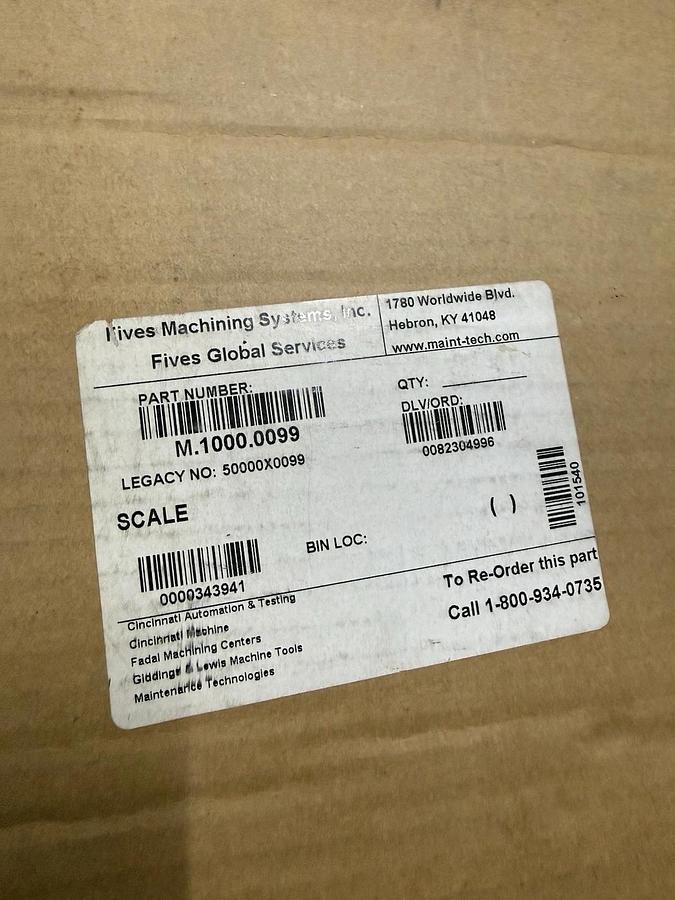 Fives Machining Systems, Inc.
Fives Global Services
1780 Worldwide Blvd.
Hebron, KY 41048
www.maint-tech.com
PART NUMBER:
M.1000.0099
LEGACY NO: 50000X0099
SCALE
0000343941
QTY:
DLV/ORD:
0082304996
( )
BIN LOC:
101540
To Re-Order this part
Call 1-800-934-0735
Cincinnati Automation & Testing
Cincinnati Machine
Fadal Machining Centers
Giddings & Lewis Machine Tools
Maintenance Technologies